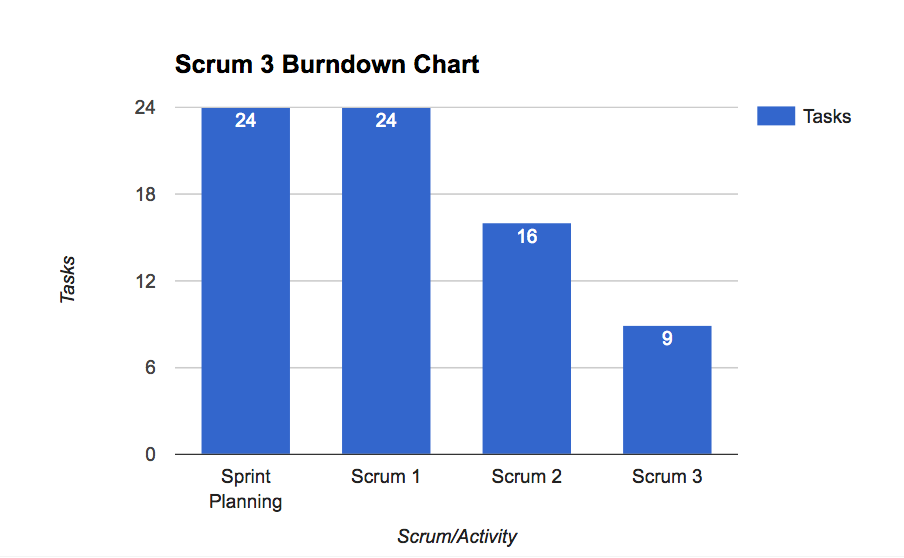 Scrum 3 Burndown Chart
24
18
12
6
0
Tasks
24
24
16
9
Tasks
Sprint
Planning
Scrum 1
Scrum 2
Scrum 3
Scrum/Activity